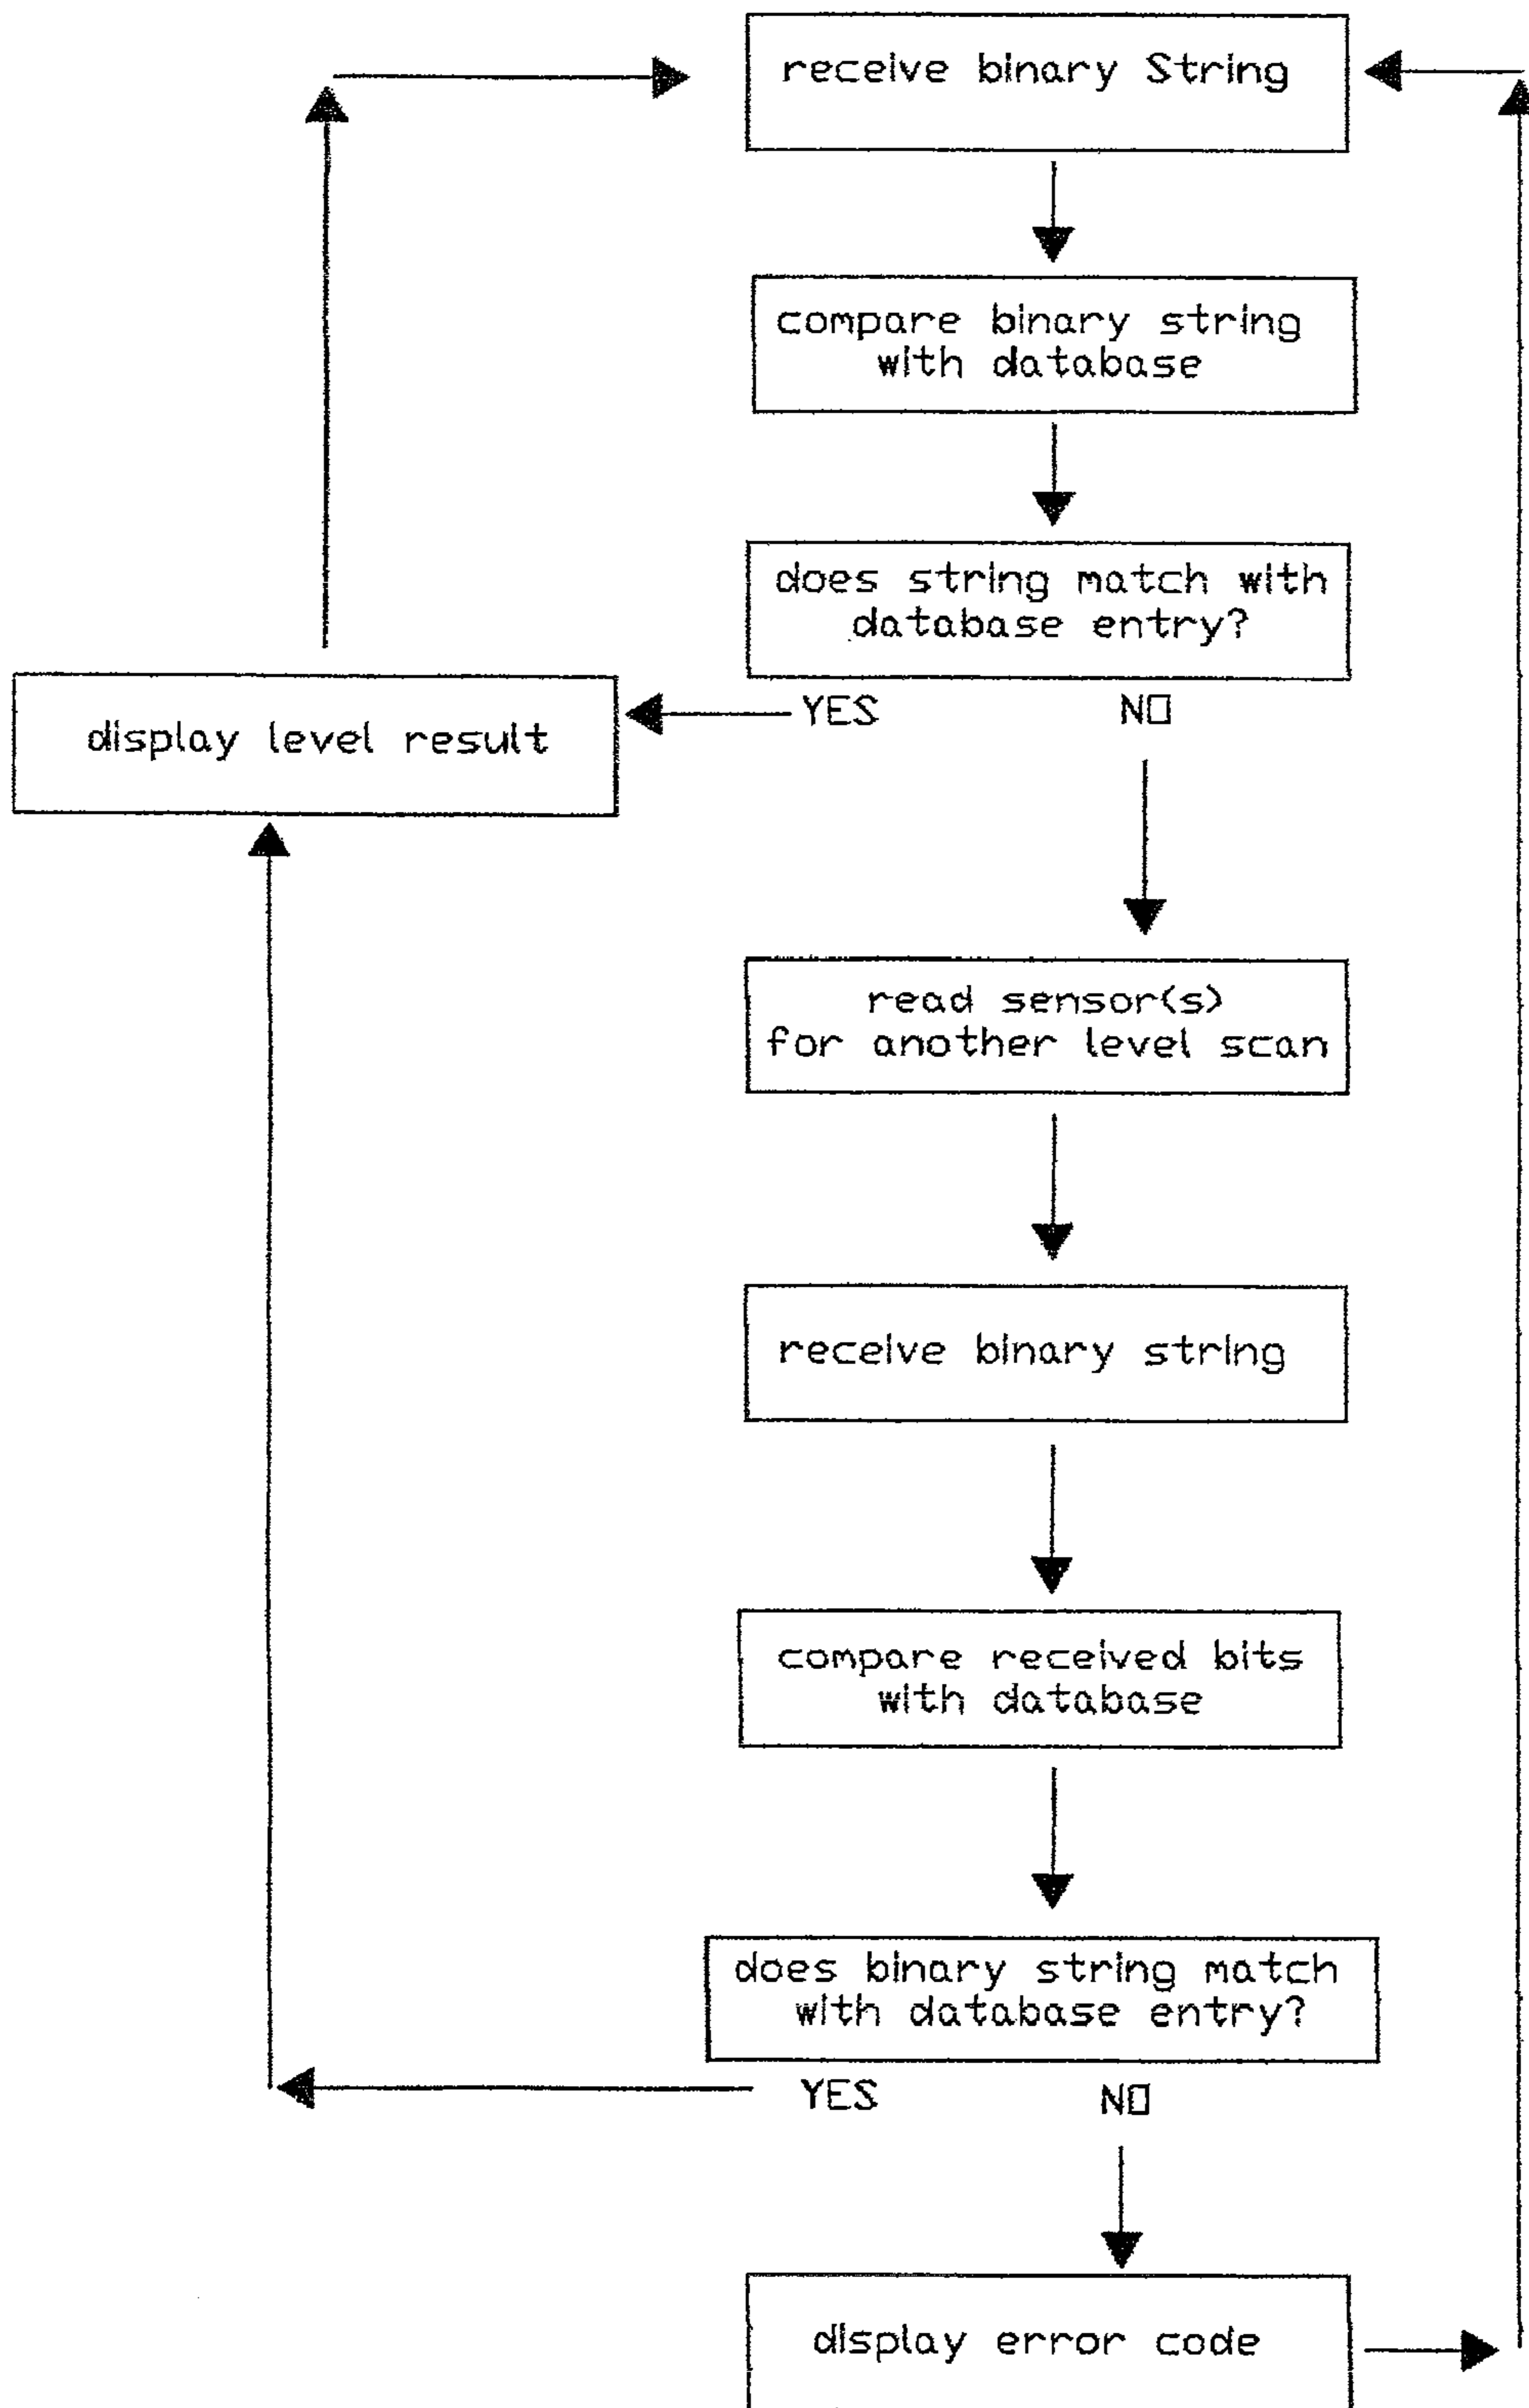 receive binary String
compare binary string
with database
does string match with
database entry?
YES
NO
display level result
read sensor(s)
for another level scan
receive binary string
compare received bits
with database
does binary string match
with database entry?
YES
NO
display error code